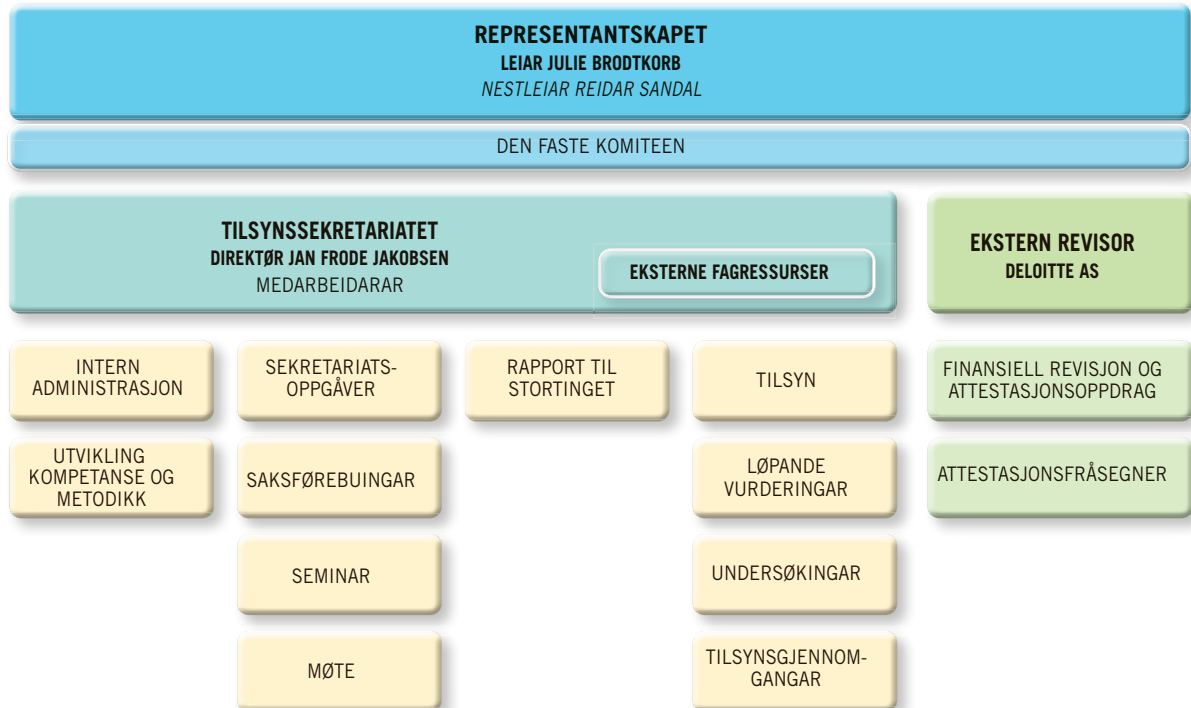 REPRESENTANTSKAPET
LEIAR JULIE BRODTKORB
NESTLEIAR REIDAR SANDAL
DEN FASTE KOMITEEN
TILSYNSSEKRETARIATET
DIREKTØR JAN FRODE JAKOBSEN
MEDARBEIDARAR
EKSTERNE FAGRESSURSER
EKSTERN REVISOR
DELOITTE AS
INTERN
ADMINISTRASJON
UTVIKLING
KOMPETANSE OG
METODIKK
SEKRETARIATS-
OPPGÅVER
SAKSFØREBUINGAR
SEMINAR
MØTE
RAPPORT TIL
STORTINGET
TILSYN
LØPANDE
VURDERINGAR
UNDERSØKINGAR
TILSYNSGJENNOM-
GANGAR
FINANSIELL REVISJON OG
ATTESTASJONSOPPDRAG
ATTESTASJONSFRÅSEGNER